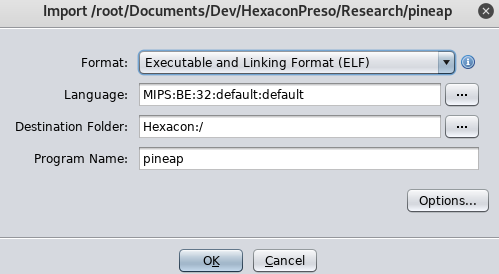 Import /root/Documents/Dev/HexaconPreso/Research/pineap
Format: Executable and Linking Format (ELF)
Language: MIPS:BE:32:default:default ...
Destination Folder: Hexacon:/ ...
Program Name: pineap
Options...
OK Cancel